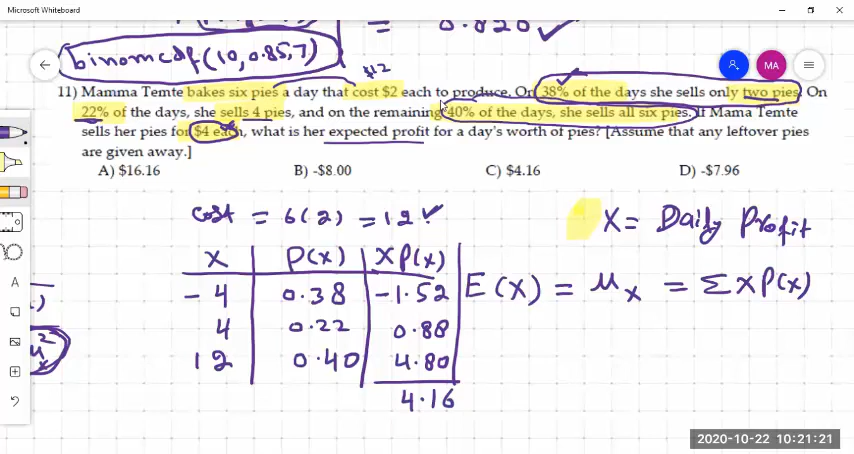 Microsoft Whiteboard
= 0.820 ✓
binomcdf(10,0.85,7)
$12
MA
11) Mamma Temte bakes six pies a day that cost $2 each to produce. On 38% of the days she sells only two pies. On
22% of the days, she sells 4 pies, and on the remaining 40% of the days, she sells all six pies. If Mama Temte
sells her pies for $4 each, what is her expected profit for a day's worth of pies? [Assume that any leftover pies
are given away.]
A) $16.16 B) -$8.00 C) $4.16 D) -$7.96
cost = 6(2) = 12 ✓
X = Daily Profit
X P(x) X P(x)
-4 0.38 -1.52
4 0.22 0.88
12 0.40 4.80
4.16
E(X) = μx = Σ X P(x)
A
2020-10-22 10:21:21